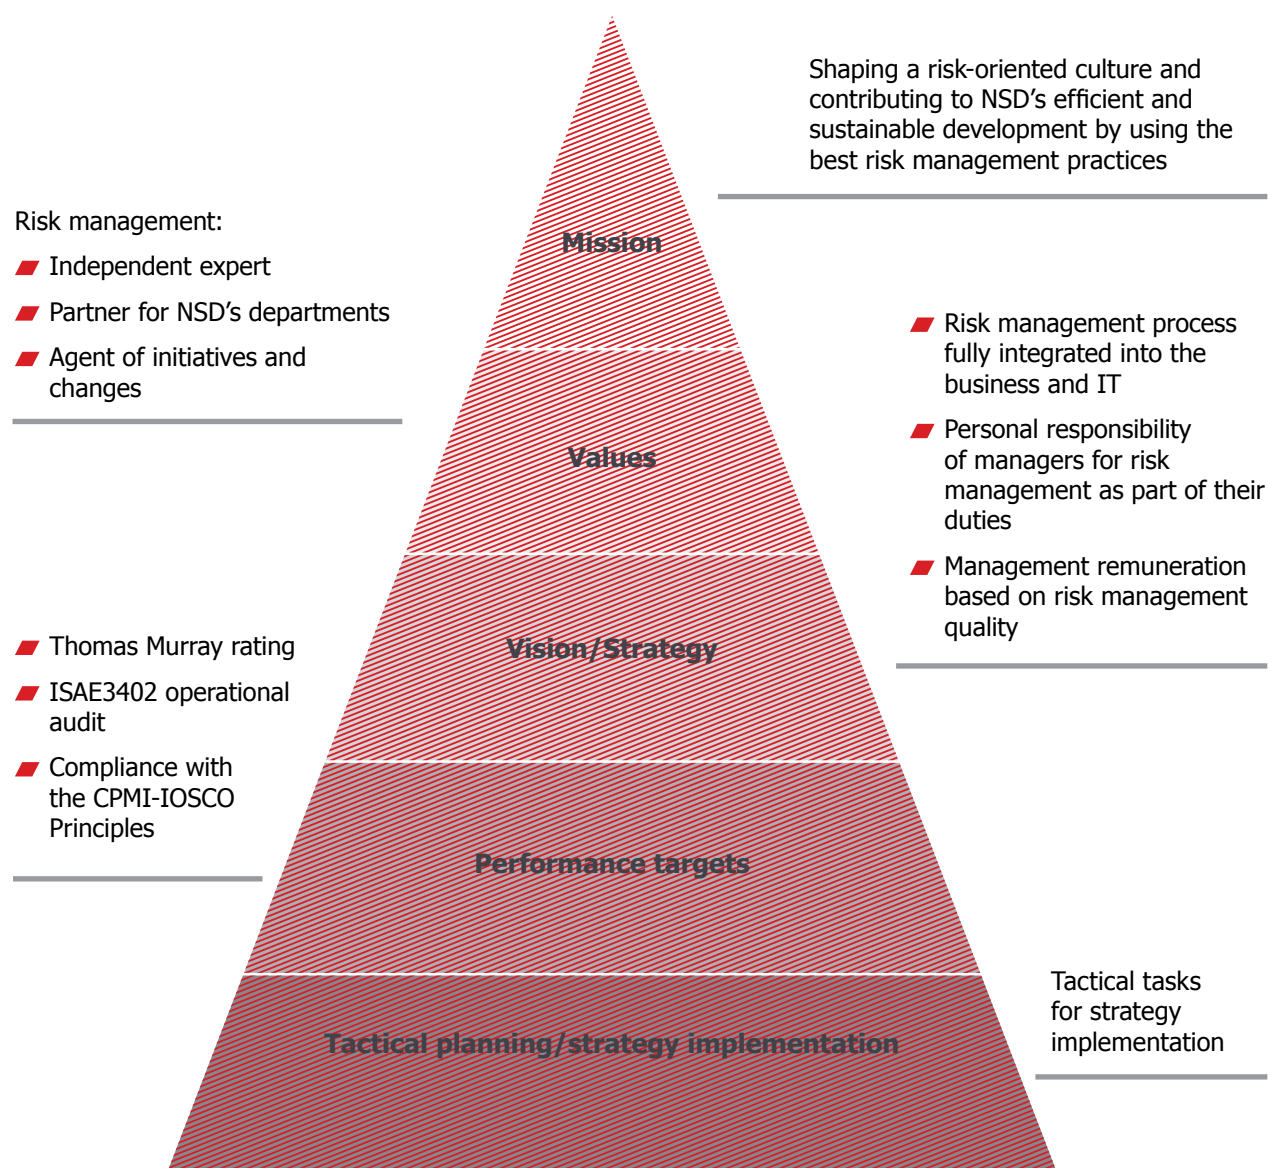 Shaping a risk-oriented culture and
contributing to NSD’s efficient and
sustainable development by using the
best risk management practices
Mission
Risk management:
Independent expert
Partner for NSD’s departments
Agent of initiatives and
changes
Values
Risk management process
fully integrated into the
business and IT
Personal responsibility
of managers for risk
management as part of their
duties
Management remuneration
based on risk management
quality
Vision/Strategy
Thomas Murray rating
ISAE3402 operational
audit
Compliance with
the CPMI-IOSCO
Principles
Performance targets
Tactical tasks
for strategy
implementation
Tactical planning/strategy implementation